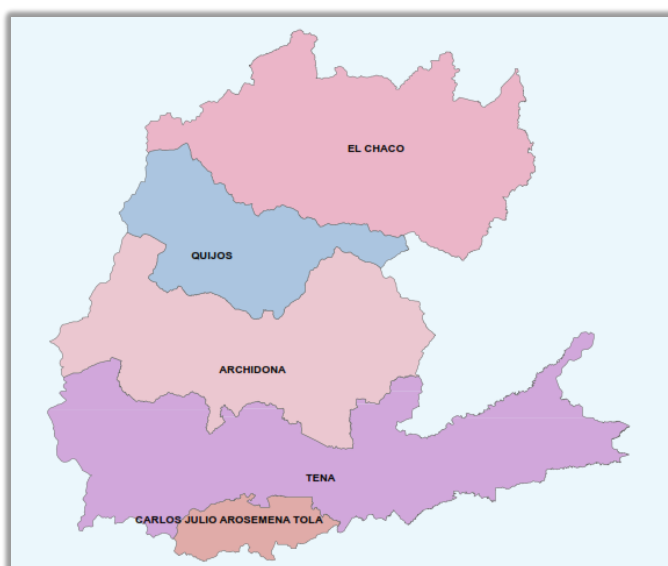 EL CHACO
QUIJOS
ARCHIDONA
TENA
CARLOS JULIO AROSEMENA TOLA